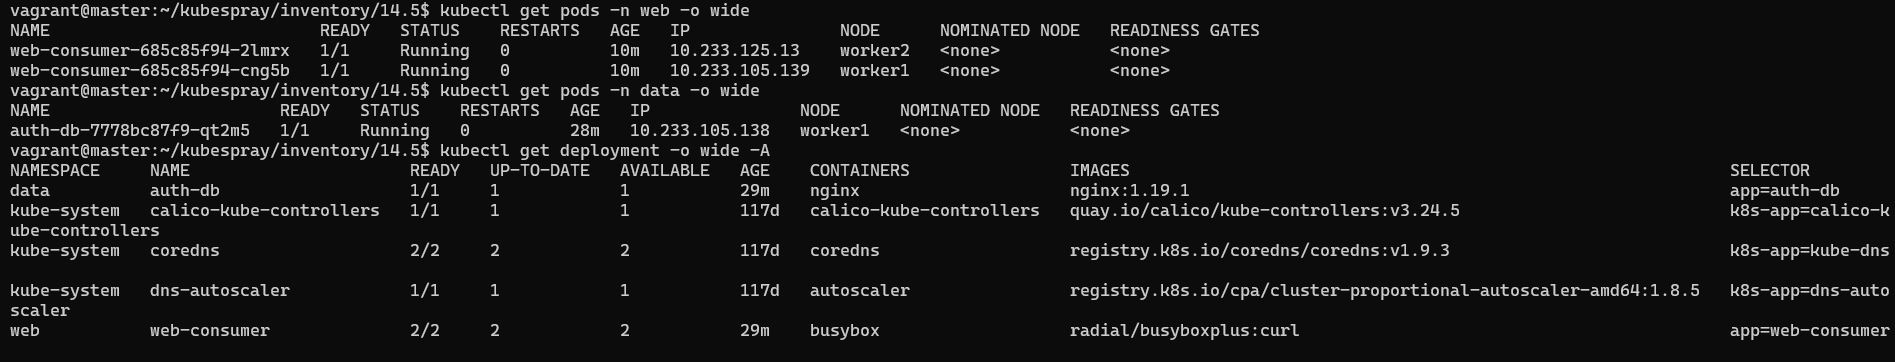 vagrant@master:~/kubespray/inventory/14.5$ kubectl get pods -n web -o wide
NAME                           READY   STATUS    RESTARTS   AGE   IP               NODE      NOMINATED NODE   READINESS GATES
web-consumer-685c85f94-2lmrx   1/1     Running   0          10m   10.233.125.13    worker2   <none>           <none>
web-consumer-685c85f94-cng5b   1/1     Running   0          10m   10.233.105.139   worker1   <none>           <none>
vagrant@master:~/kubespray/inventory/14.5$ kubectl get pods -n data -o wide
NAME                       READY   STATUS    RESTARTS   AGE   IP               NODE      NOMINATED NODE   READINESS GATES
auth-db-7778bc87f9-qt2m5   1/1     Running   0          28m   10.233.105.138   worker1   <none>           <none>
vagrant@master:~/kubespray/inventory/14.5$ kubectl get deployment -o wide -A
NAMESPACE     NAME                      READY   UP-TO-DATE   AVAILABLE   AGE    CONTAINERS                IMAGES                                                            SELECTOR
data          auth-db                   1/1     1            1           29m    nginx                     nginx:1.19.1                                                      app=auth-db
kube-system   calico-kube-controllers   1/1     1            1           117d   calico-kube-controllers   quay.io/calico/kube-controllers:v3.24.5                           k8s-app=calico-k
ube-controllers
kube-system   coredns                   2/2     2            2           117d   coredns                   registry.k8s.io/coredns/coredns:v1.9.3                            k8s-app=kube-dns
kube-system   dns-autoscaler            1/1     1            1           117d   autoscaler                registry.k8s.io/cpa/cluster-proportional-autoscaler-amd64:1.8.5   k8s-app=dns-auto
scaler
web           web-consumer              2/2     2            2           29m    busybox                   radial/busyboxplus:curl                                           app=web-consumer